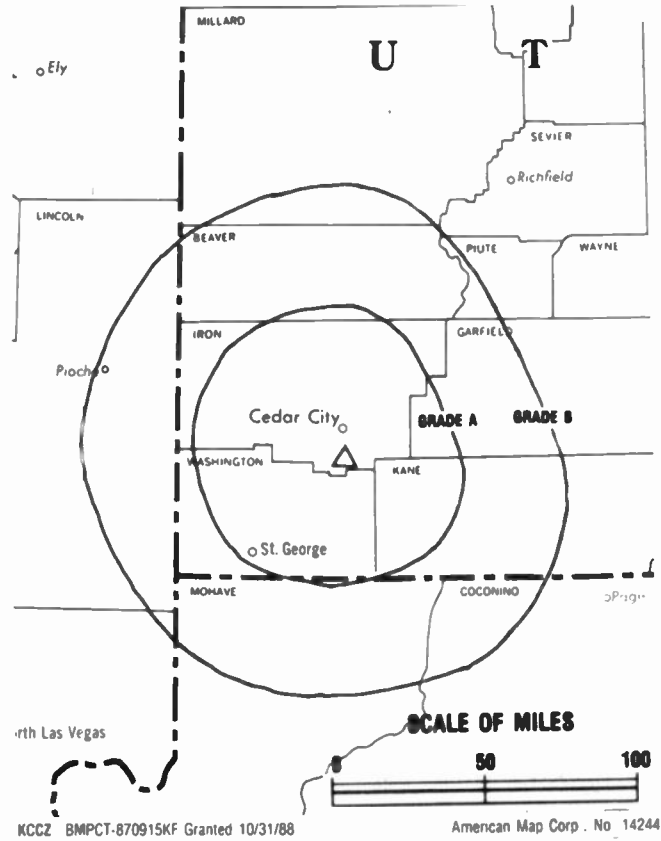 MILLARD
U T
Ely
SEVIER
Richfield
LINCOLN
BEAVER
PIUTE
WAYNE
IRON
GARFIELD
Pioche
Cedar City
GRADE A
GRADE B
WASHINGTON
KANE
St. George
MOHAVE
COCONINO
Page
rth Las Vegas
SCALE OF MILES
0 50 100
KCCZ BMPCT-870915KF Granted 10/31/88
American Map Corp. No 14244